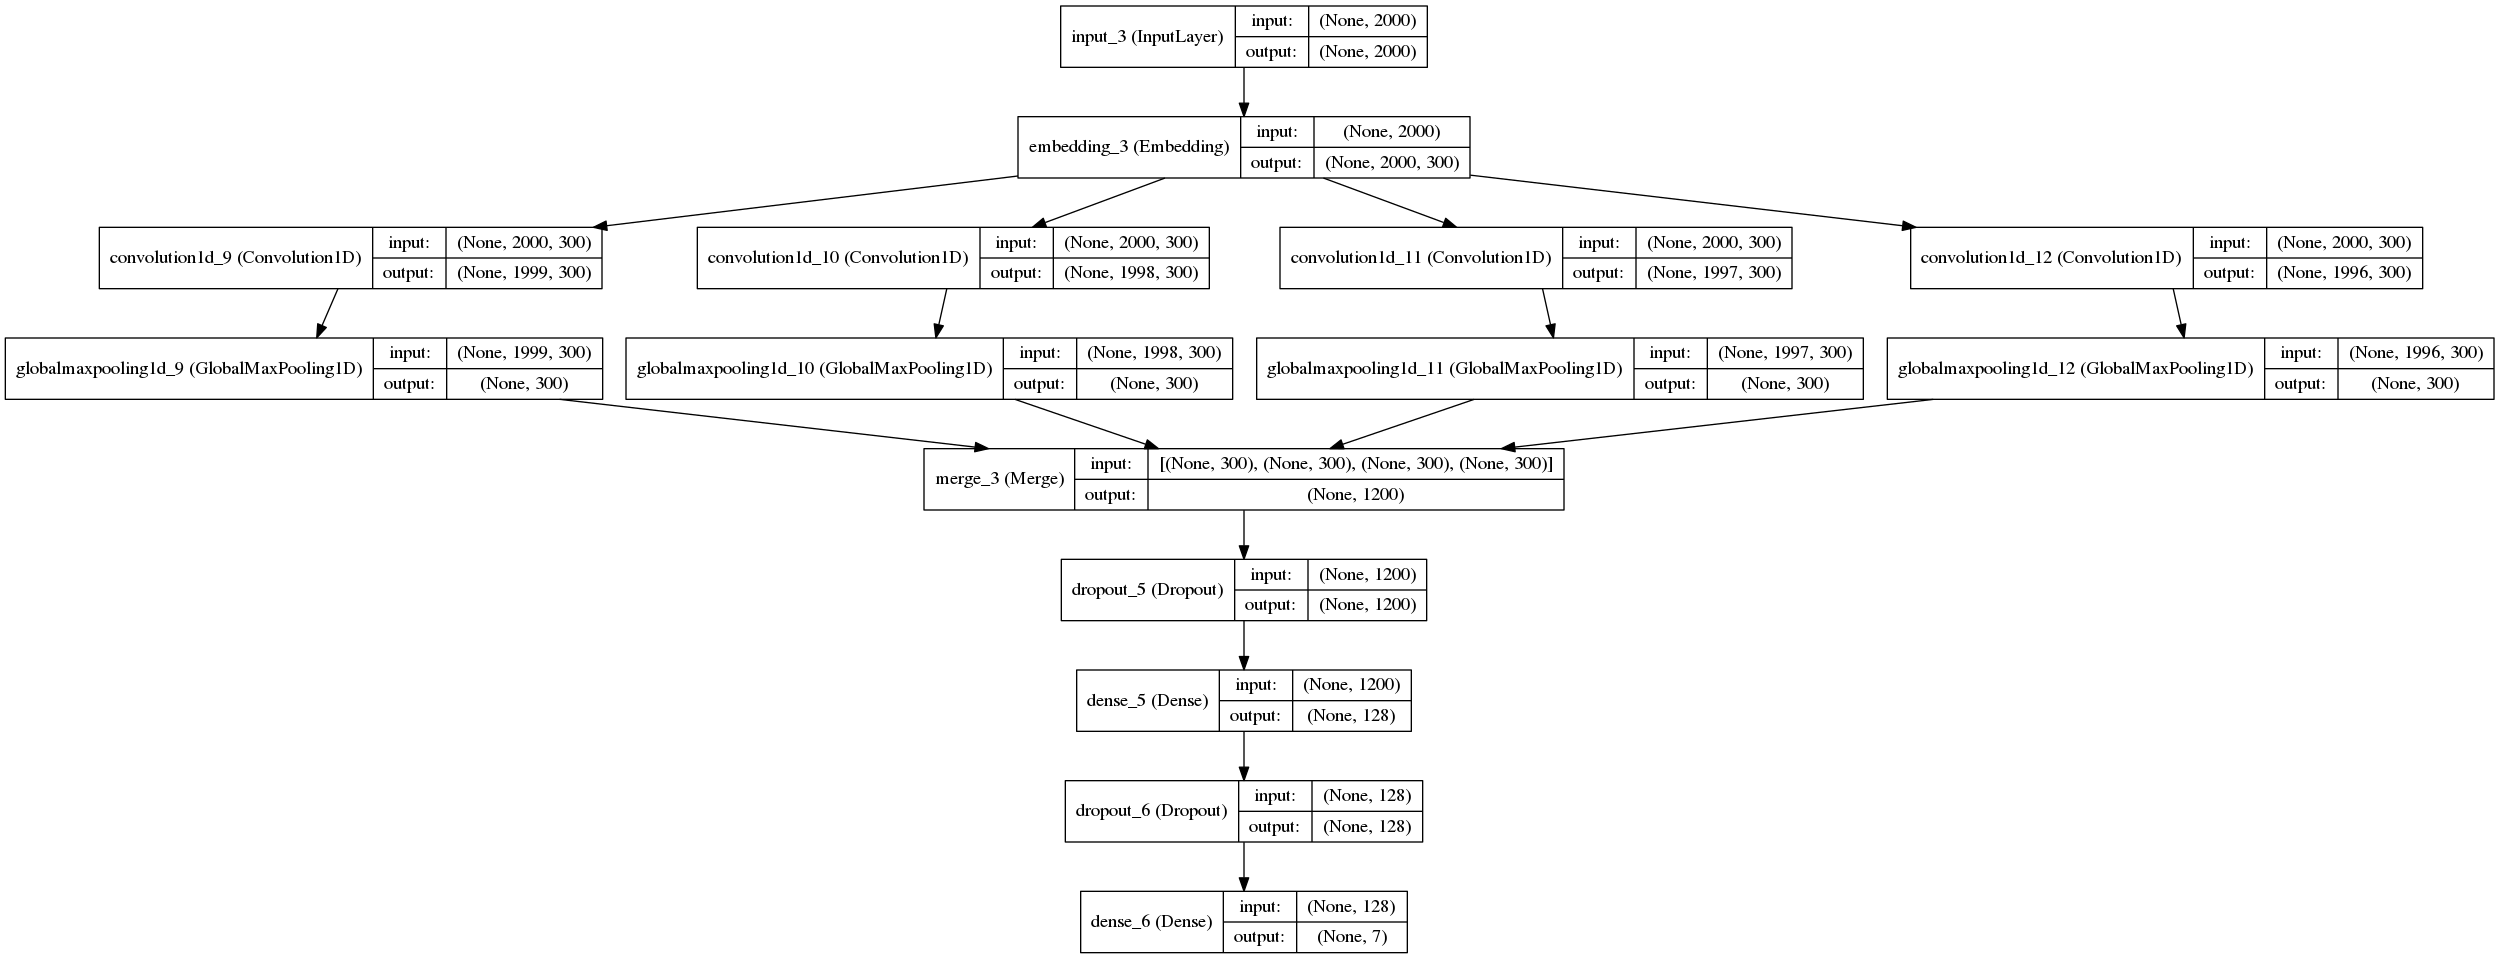 input_3 (InputLayer)
input: (None, 2000)
output: (None, 2000)
embedding_3 (Embedding)
input: (None, 2000)
output: (None, 2000, 300)
convolution1d_9 (Convolution1D)
input: (None, 2000, 300)
output: (None, 1999, 300)
convolution1d_10 (Convolution1D)
input: (None, 2000, 300)
output: (None, 1998, 300)
convolution1d_11 (Convolution1D)
input: (None, 2000, 300)
output: (None, 1997, 300)
convolution1d_12 (Convolution1D)
input: (None, 2000, 300)
output: (None, 1996, 300)
globalmaxpooling1d_9 (GlobalMaxPooling1D)
input: (None, 1999, 300)
output: (None, 300)
globalmaxpooling1d_10 (GlobalMaxPooling1D)
input: (None, 1998, 300)
output: (None, 300)
globalmaxpooling1d_11 (GlobalMaxPooling1D)
input: (None, 1997, 300)
output: (None, 300)
globalmaxpooling1d_12 (GlobalMaxPooling1D)
input: (None, 1996, 300)
output: (None, 300)
merge_3 (Merge)
input: [(None, 300), (None, 300), (None, 300), (None, 300)]
output: (None, 1200)
dropout_5 (Dropout)
input: (None, 1200)
output: (None, 1200)
dense_5 (Dense)
input: (None, 1200)
output: (None, 128)
dropout_6 (Dropout)
input: (None, 128)
output: (None, 128)
dense_6 (Dense)
input: (None, 128)
output: (None, 7)